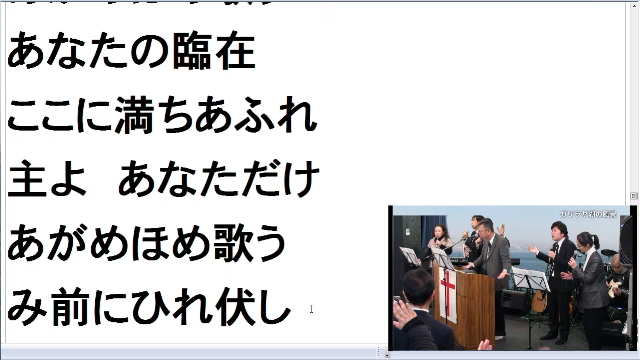 あなたの臨在
ここに満ちあふれ
主よ　あなただけ
あがめほめ歌う
み前にひれ伏し